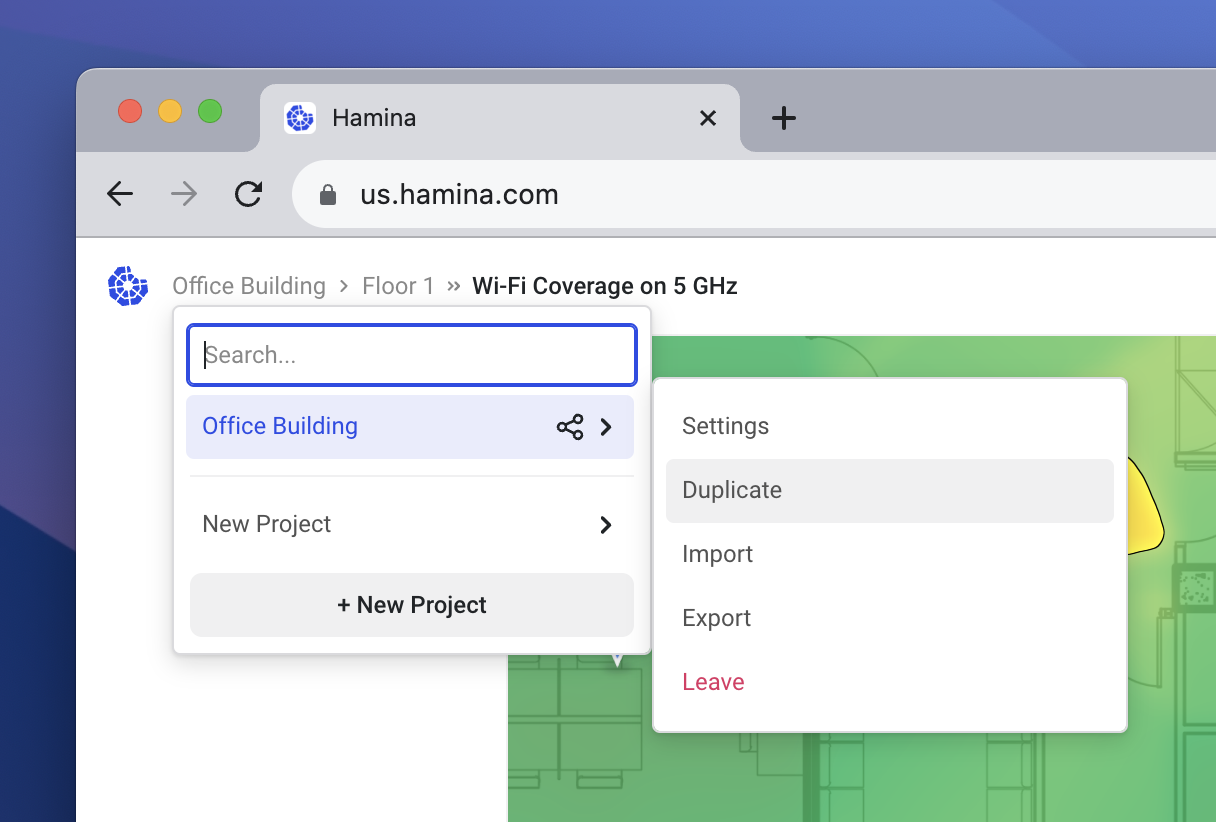 Hamina
us.hamina.com
Office Building › Floor 1 » Wi-Fi Coverage on 5 GHz
Search...
Office Building
New Project
+ New Project
Settings
Duplicate
Import
Export
Leave